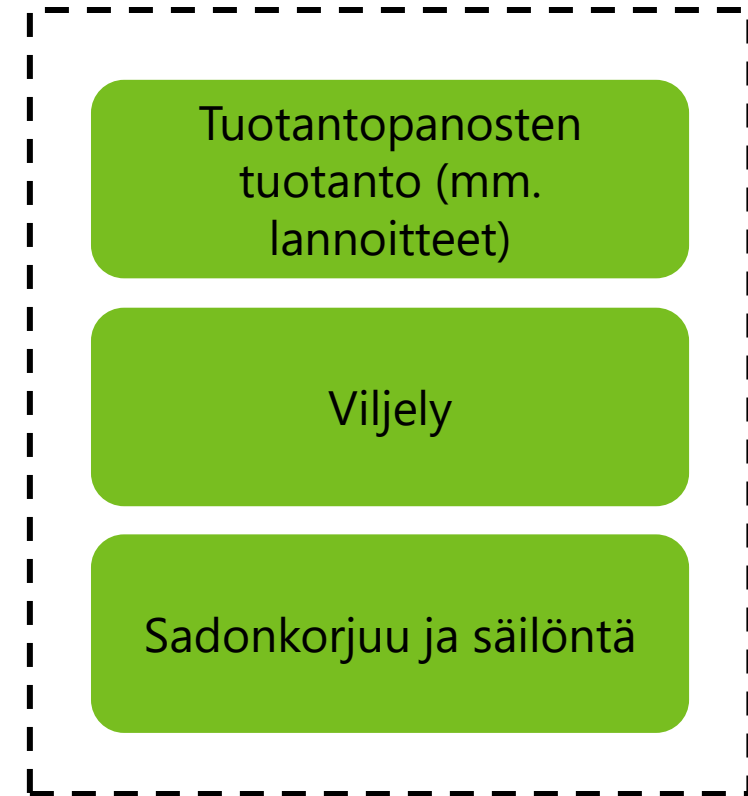 Tuotantopanosten
tuotanto (mm.
lannoitteet)
Viljely
Sadonkorjuu ja säilöntä